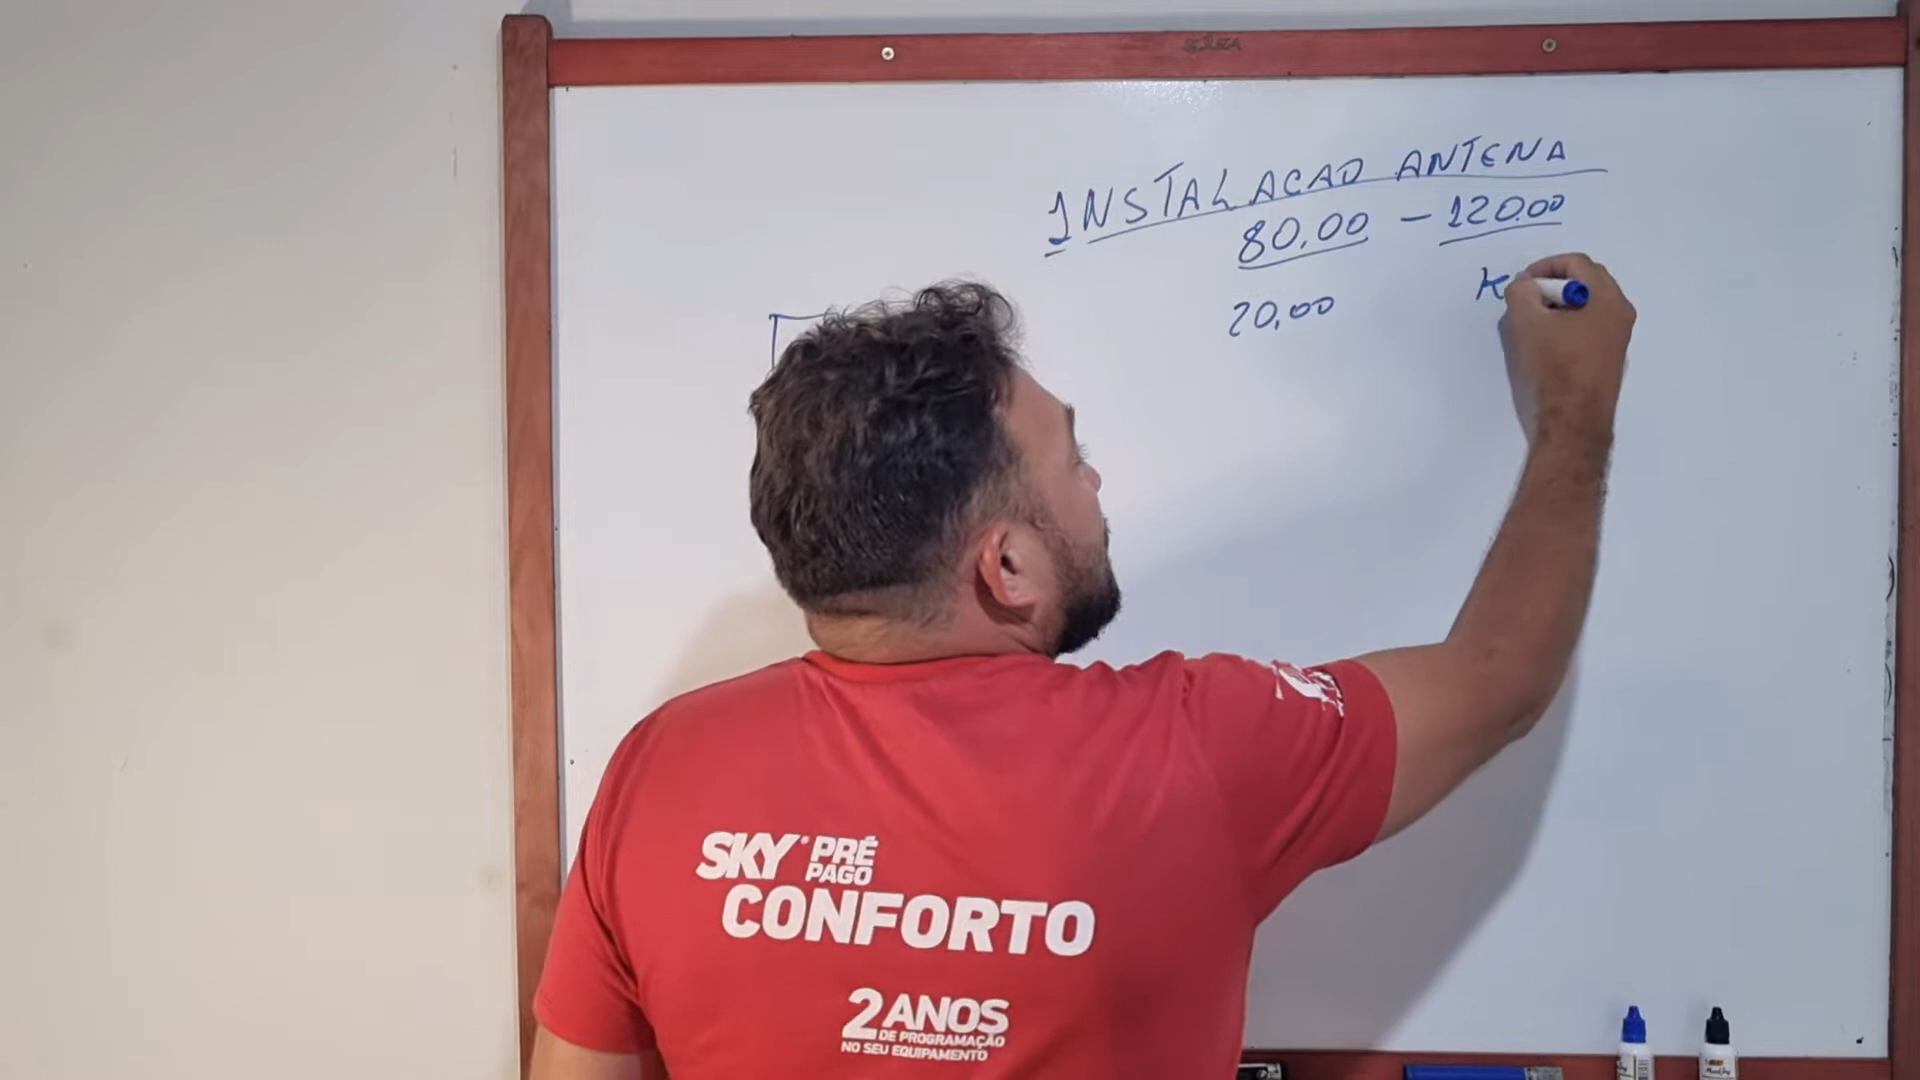 INSTALACAO ANTENA
80,00 - 120.00
20,00 K
SKY PRÉ PAGO
CONFORTO
2 ANOS
DE PROGRAMAÇÃO
NO SEU EQUIPAMENTO